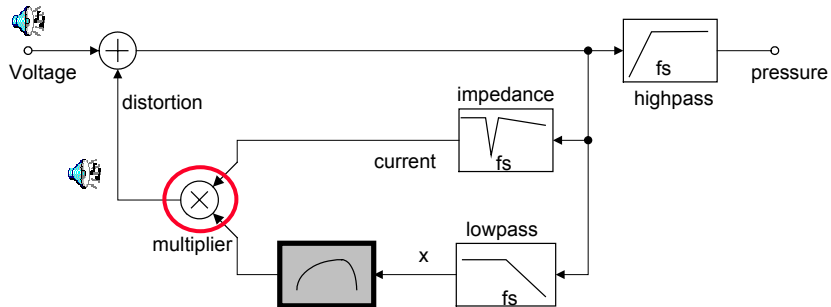 Voltage
distortion
impedance
fs
highpass
pressure
current
fs
multiplier
lowpass
x
fs